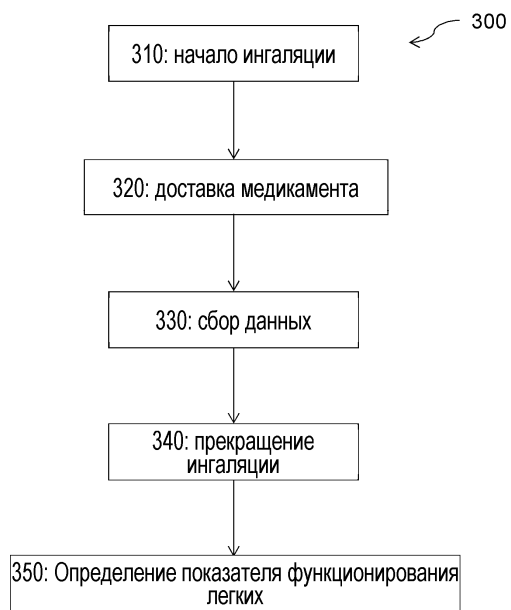 300
310: начало ингаляции
320: доставка медикамента
330: сбор данных
340: прекращение
ингаляции
350: Определение показателя функционирования
легких